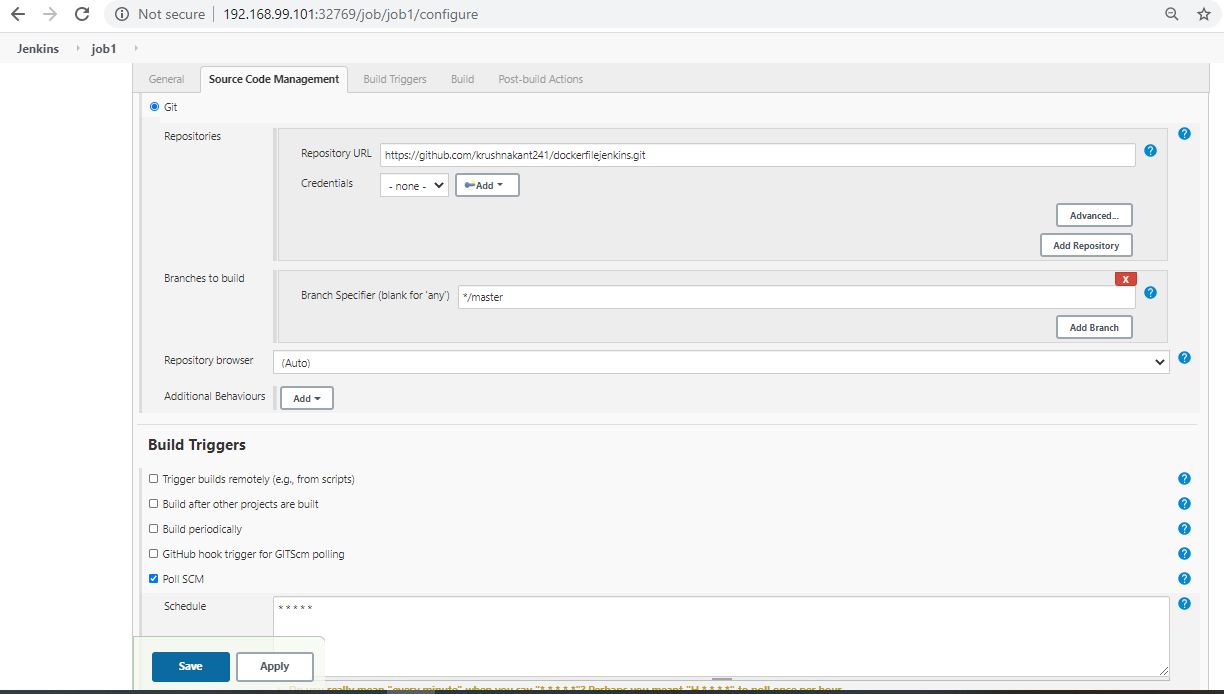 Not secure | 192.168.99.101:32769/job/job1/configure
Jenkins job1
General Source Code Management Build Triggers Build Post-build Actions
Git
Repositories
Repository URL https://github.com/krushnakant241/dockerfilejenkins.git
Credentials - none - Add
Advanced...
Add Repository
Branches to build
X
Branch Specifier (blank for 'any') */master
Add Branch
Repository browser (Auto)
Additional Behaviours Add
Build Triggers
Trigger builds remotely (e.g., from scripts)
Build after other projects are built
Build periodically
GitHub hook trigger for GITScm polling
Poll SCM
Schedule * * * * *
Save Apply
Do you really mean "every minute" when you say "* * * * *"? Perhaps you meant "H * * * *" to poll once per hour